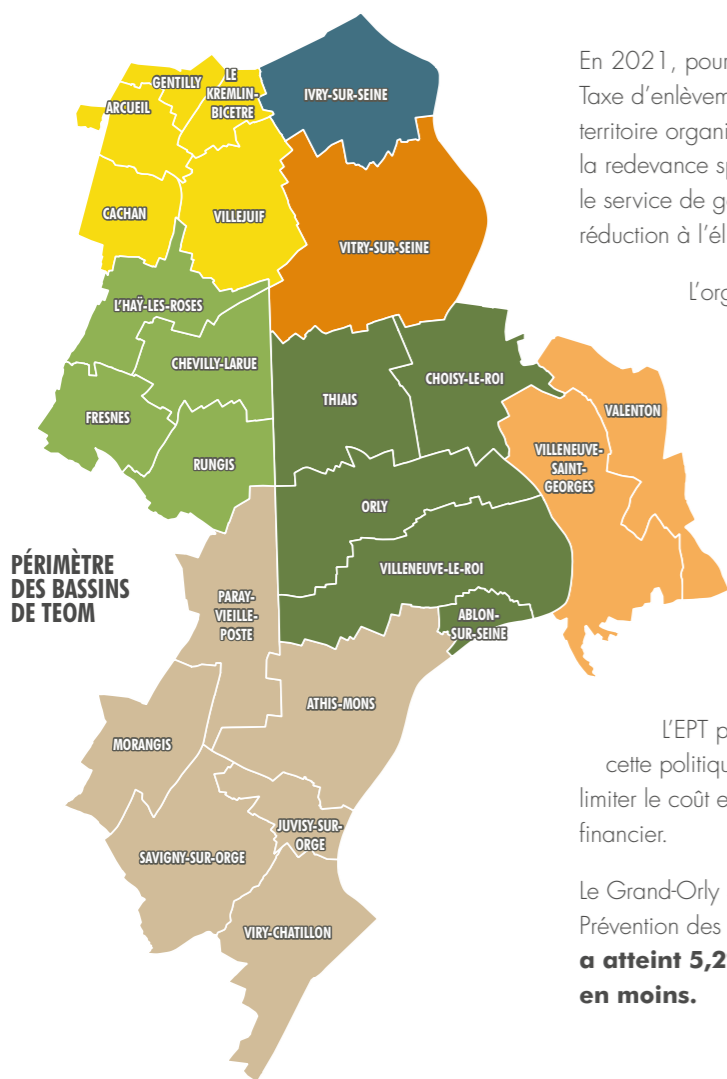 GENTILLY
LE
KREMLIN-
BICETRE
ARCUEIL
IVRY-SUR-SEINE
CACHAN
VILLEJUIF
VITRY-SUR-SEINE
L'HAŸ-LES-ROSES
CHEVILLY-LARUE
FRESNES
RUNGIS
THIAIS
CHOISY-LE-ROI
VALENTON
VILLENEUVE-
SAINT-
GEORGES
ORLY
VILLENEUVE-LE-ROI
ABLON-
SUR-SEINE
PÉRIMÈTRE
DES BASSINS
DE TEOM
PARAY-
VIEILLE-
POSTE
ATHIS-MONS
MORANGIS
JUVISY-SUR-
ORGE
SAVIGNY-SUR-ORGE
VIRY-CHATILLON
En 2021, pour
Taxe d'enlèvem
territoire organi
la redevance sp
le service de g
réduction à l'él
L'org
L'EPT p
cette politiqu
limiter le coût e
financier.
Le Grand-Orly
Prévention des
a atteint 5,2
en moins.